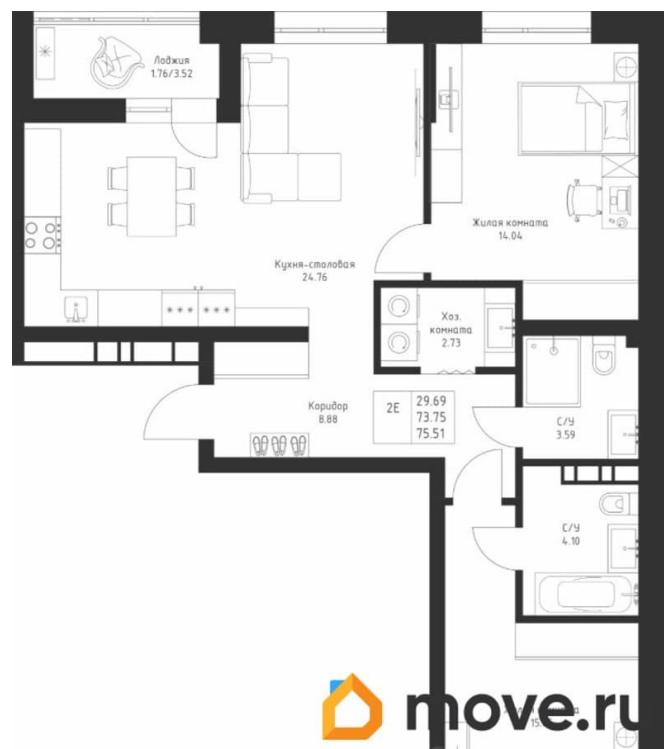 Лоджия
1.76/3.52
Жилая комната
14.04
Кухня-столовая
24.76
Хоз.
комната
2.73
2Е
29.69
73.75
75.51
Коридор
8.88
С/У
3.59
С/У
4.10
move.ru